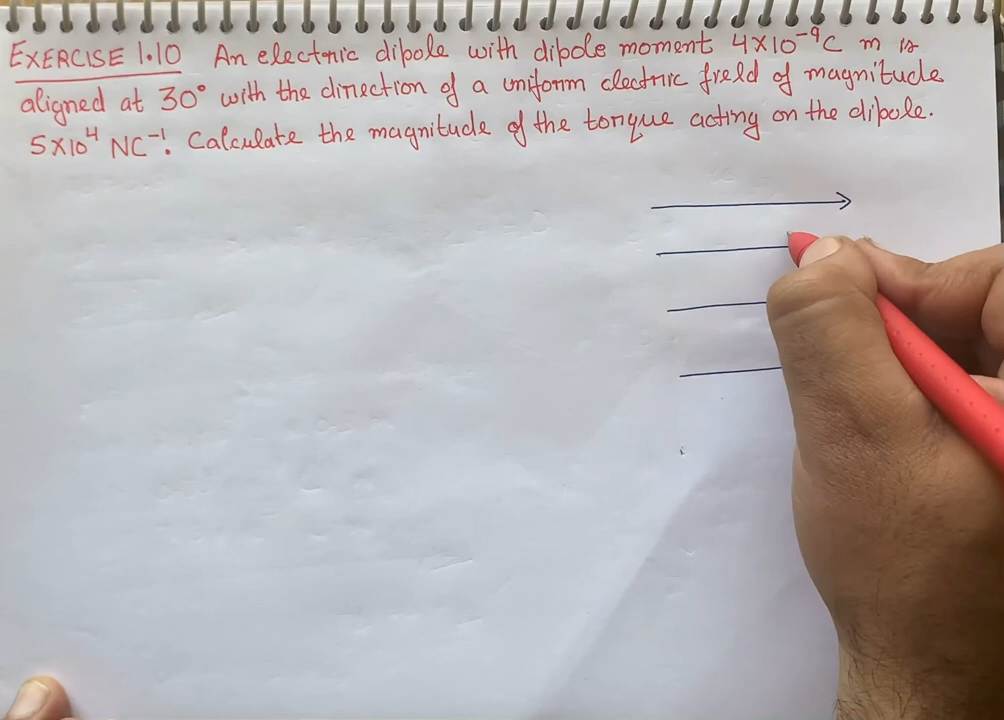 EXERCISE 1.10 An electric dipole with dipole moment 4×10⁻⁹C m is
aligned at 30° with the direction of a uniform electric field of magnitude
5×10⁴ NC⁻¹. Calculate the magnitude of the torque acting on the dipole.